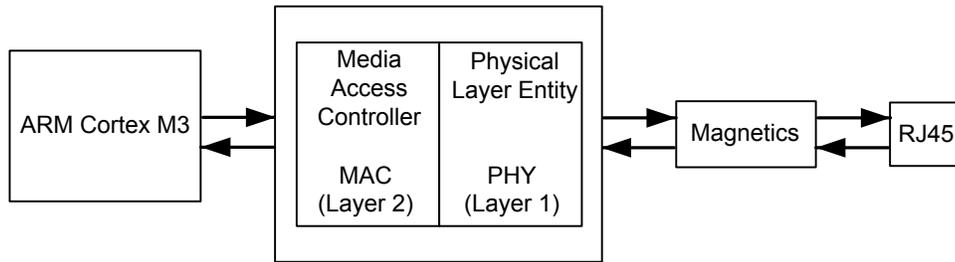 ARM Cortex M3
Media
Access
Controller
MAC
(Layer 2)
Physical
Layer Entity
PHY
(Layer 1)
Magnetics
RJ45